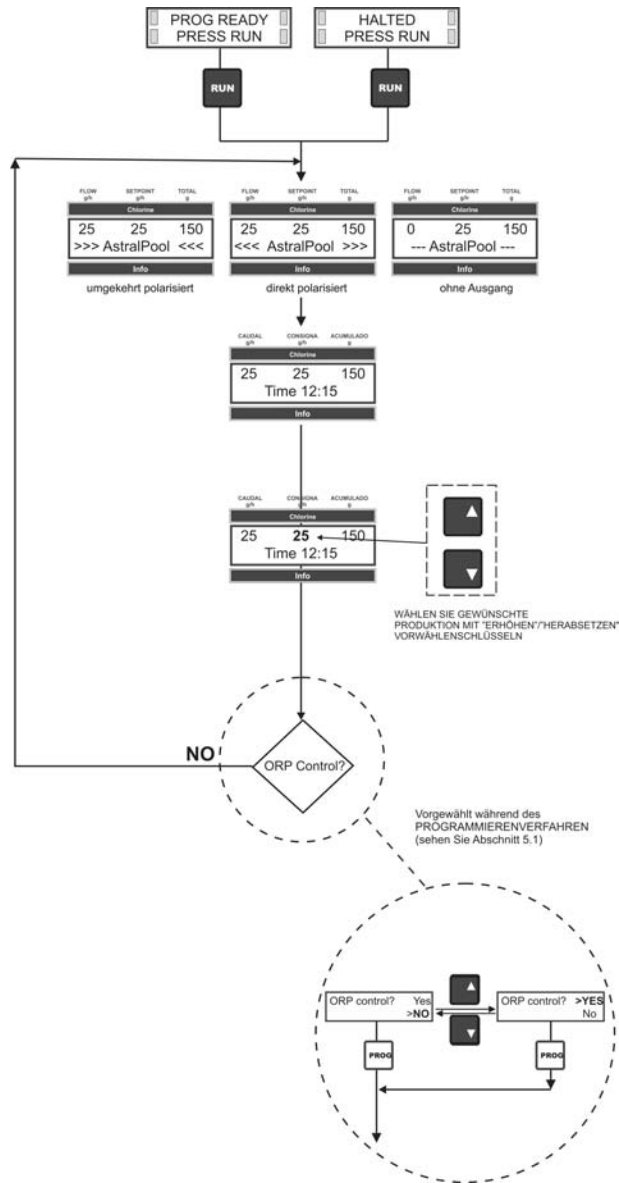 PROG READY
PRESS RUN
HALTED
PRESS RUN
RUN
RUN
FLOW SETPOINT TOTAL
g/h g/h g
Chlorine
25 25 150
>>> AstralPool <<<
Info
umgekehrt polarisiert
FLOW SETPOINT TOTAL
g/h g/h g
Chlorine
25 25 150
<<< AstralPool >>>
Info
direkt polarisiert
FLOW SETPOINT TOTAL
g/h g/h g
Chlorine
0 25 150
--- AstralPool ---
Info
ohne Ausgang
CAUDAL CONSIGNA ACUMULADO
g/h g/h g
Chlorine
25 25 150
Time 12:15
Info
CAUDAL CONSIGNA ACUMULADO
g/h g/h g
Chlorine
25 25 150
Time 12:15
Info
WÄHLEN SIE GEWÜNSCHTE
PRODUKTION MIT "ERHÖHEN"/"HERABSETZEN"
VORWÄHLENSCHLÜSSELN
NO
ORP Control?
Vorgewählt während des
PROGRAMMIERENVERFAHREN
(sehen Sie Abschnitt 5.1)
ORP control? Yes
>NO
ORP control? >YES
No
PROG
PROG